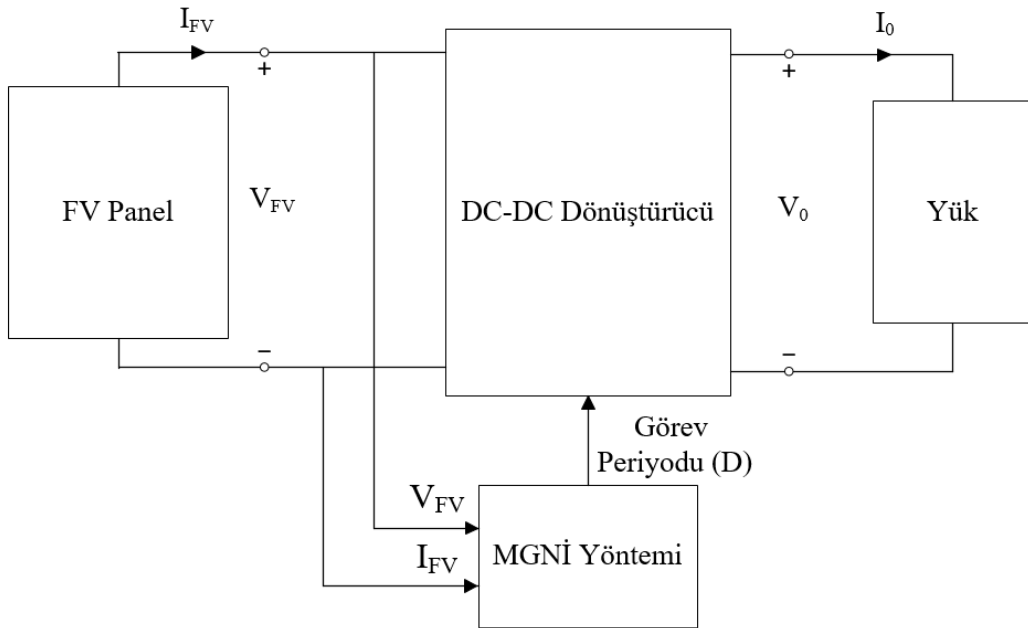 I_FV
I_0
+
+
FV Panel
V_FV
DC-DC Dönüştürücü
V_0
Yük
−
−
Görev
Periyodu (D)
V_FV
I_FV
MGNİ Yöntemi